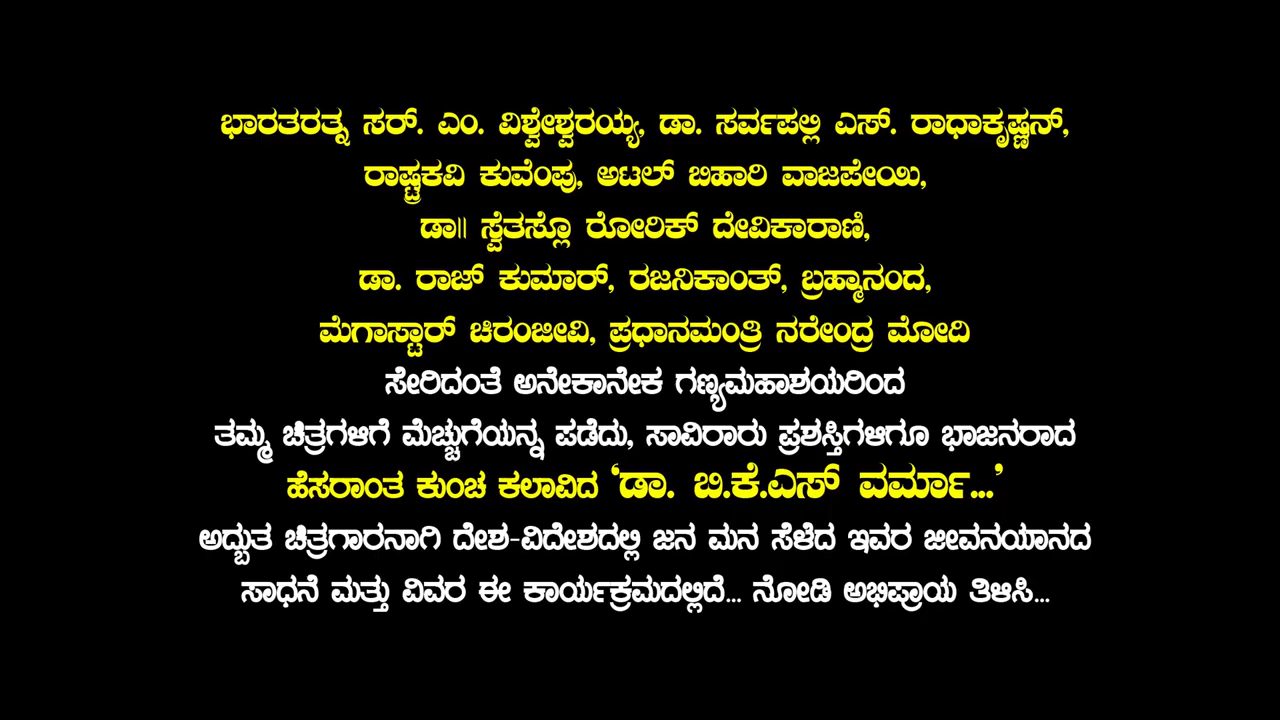 ಭಾರತರತ್ನ ಸರ್. ಎಂ. ವಿಶ್ವೇಶ್ವರಯ್ಯ, ಡಾ. ಸರ್ವಪಲ್ಲಿ ಎಸ್. ರಾಧಾಕೃಷ್ಣನ್,
ರಾಷ್ಟ್ರಕವಿ ಕುವೆಂಪು, ಅಟಲ್ ಬಿಹಾರಿ ವಾಜಪೇಯಿ,
ಡಾ॥ ಸ್ವೆತಸ್ಲೊ ರೋರಿಕ್ ದೇವಿಕಾರಾಣಿ,
ಡಾ. ರಾಜ್ ಕುಮಾರ್, ರಜನಿಕಾಂತ್, ಬ್ರಹ್ಮಾನಂದ,
ಮೆಗಾಸ್ಟಾರ್ ಚಿರಂಜೀವಿ, ಪ್ರಧಾನಮಂತ್ರಿ ನರೇಂದ್ರ ಮೋದಿ
ಸೇರಿದಂತೆ ಅನೇಕಾನೇಕ ಗಣ್ಯಮಹಾಶಯರಿಂದ
ತಮ್ಮ ಚಿತ್ರಗಳಿಗೆ ಮೆಚ್ಚುಗೆಯನ್ನ ಪಡೆದು, ಸಾವಿರಾರು ಪ್ರಶಸ್ತಿಗಳಿಗೂ ಭಾಜನರಾದ
ಹೆಸರಾಂತ ಕುಂಚ ಕಲಾವಿದ ‘ಡಾ. ಬಿ.ಕೆ.ಎಸ್ ವರ್ಮಾ...’
ಅದ್ಬುತ ಚಿತ್ರಗಾರನಾಗಿ ದೇಶ-ವಿದೇಶದಲ್ಲಿ ಜನ ಮನ ಸೆಳೆದ ಇವರ ಜೀವನಯಾನದ
ಸಾಧನೆ ಮತ್ತು ವಿವರ ಈ ಕಾರ್ಯಕ್ರಮದಲ್ಲಿದೆ... ನೋಡಿ ಅಭಿಪ್ರಾಯ ತಿಳಿಸಿ...